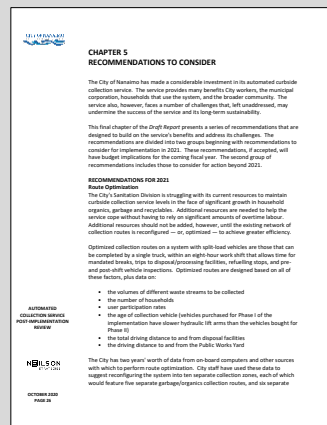 CITY OF NANAIMO
CHAPTER 5
RECOMMENDATIONS TO CONSIDER
The City of Nanaimo has made a considerable investment in its automated curbside
collection service. The service provides many benefits City workers, the municipal
corporation, households that use the system, and the broader community. The
service also, however, faces a number of challenges that, left unaddressed, may
undermine the success of the service and its long-term sustainability.
This final chapter of the Draft Report presents a series of recommendations that are
designed to build on the service's benefits and address its challenges. The
recommendations are divided into two groups beginning with recommendations to
consider for implementation in 2021. These recommendations, if accepted, will
have budget implications for the coming fiscal year. The second group of
recommendations includes those to consider for action beyond 2021.
RECOMMENDATIONS FOR 2021
Route Optimization
The City's Sanitation Division is struggling with its current resources to maintain
curbside collection service levels in the face of significant growth in household
organics, garbage and recyclables. Additional resources are needed to help the
service cope without having to rely on significant amounts of overtime labour.
Additional resources should not be added, however, until the existing network of
collection routes is reconfigured — or, optimized — to achieve greater efficiency.
Optimized collection routes on a system with split-load vehicles are those that can
be completed by a single truck, within an eight-hour work shift that allows time for
mandated breaks, trips to disposal/processing facilities, refuelling stops, and pre-
and post-shift vehicle inspections. Optimized routes are designed based on all of
these factors, plus data on:
• the volumes of different waste streams to be collected
• the number of households
• user participation rates
• the age of collection vehicle (vehicles purchased for Phase I of the
implementation have slower hydraulic lift arms than the vehicles bought for
Phase II)
• the total driving distance to and from disposal facilities
• the driving distance to and from the Public Works Yard
The City has two years' worth of data from on-board computers and other sources
with which to perform route optimization. City staff have used these data to
suggest reconfiguring the system into ten separate collection zones, each of which
would feature five separate garbage/organics collection routes, and six separate
AUTOMATED
COLLECTION SERVICE
POST-IMPLEMENTATION
REVIEW
NEILSON
OCTOBER 2020
PAGE 26